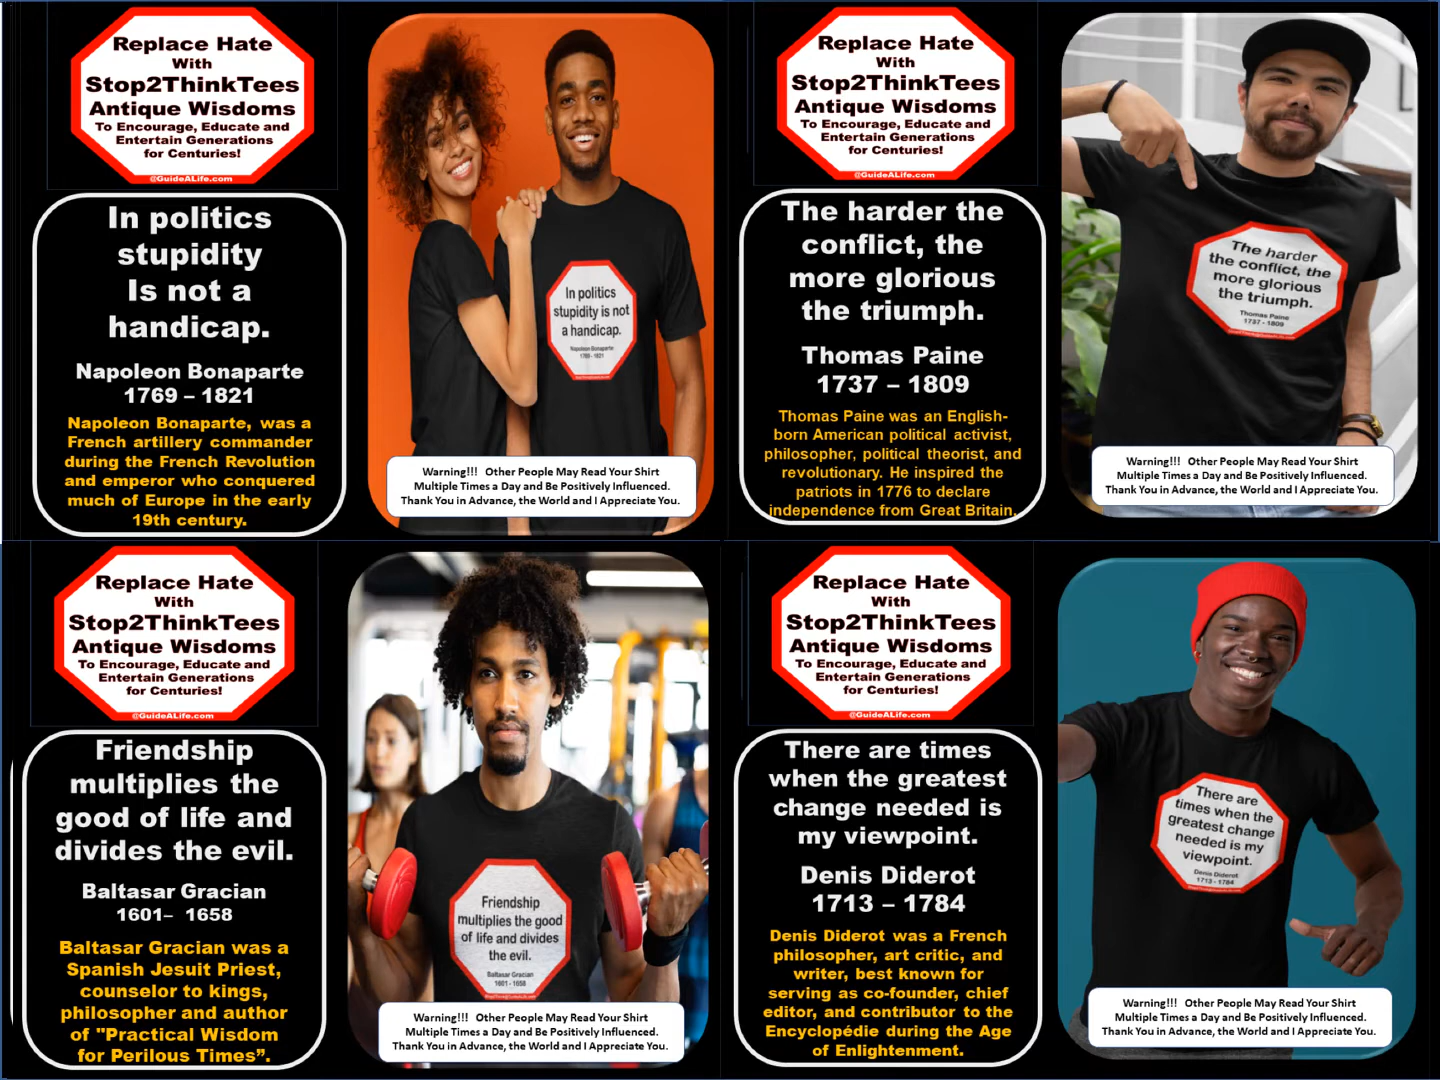 Replace Hate
With
Stop2ThinkTees
Antique Wisdoms
To Encourage, Educate and
Entertain Generations
for Centuries!
@GuideALife.com
In politics
stupidity
Is not a
handicap.
Napoleon Bonaparte
1769 – 1821
Napoleon Bonaparte, was a
French artillery commander
during the French Revolution
and emperor who conquered
much of Europe in the early
19th century.
In politics
stupidity is not
a handicap.
Napoleon Bonaparte
1769 - 1821
Warning!!! Other People May Read Your Shirt
Multiple Times a Day and Be Positively Influenced.
Thank You in Advance, the World and I Appreciate You.
Replace Hate
With
Stop2ThinkTees
Antique Wisdoms
To Encourage, Educate and
Entertain Generations
for Centuries!
@GuideALife.com
The harder the
conflict, the
more glorious
the triumph.
Thomas Paine
1737 – 1809
Thomas Paine was an English-
born American political activist,
philosopher, political theorist, and
revolutionary. He inspired the
patriots in 1776 to declare
independence from Great Britain.
The harder
the conflict, the
more glorious
the triumph.
Thomas Paine
1737 - 1809
Warning!!! Other People May Read Your Shirt
Multiple Times a Day and Be Positively Influenced.
Thank You in Advance, the World and I Appreciate You.
Replace Hate
With
Stop2ThinkTees
Antique Wisdoms
To Encourage, Educate and
Entertain Generations
for Centuries!
@GuideALife.com
Friendship
multiplies the
good of life and
divides the evil.
Baltasar Gracian
1601– 1658
Baltasar Gracian was a
Spanish Jesuit Priest,
counselor to kings,
philosopher and author
of "Practical Wisdom
for Perilous Times”.
Friendship
multiplies the good
of life and divides
the evil.
Baltasar Gracian
1601 - 1658
Warning!!! Other People May Read Your Shirt
Multiple Times a Day and Be Positively Influenced.
Thank You in Advance, the World and I Appreciate You.
Replace Hate
With
Stop2ThinkTees
Antique Wisdoms
To Encourage, Educate and
Entertain Generations
for Centuries!
@GuideALife.com
There are times
when the greatest
change needed is
my viewpoint.
Denis Diderot
1713 – 1784
Denis Diderot was a French
philosopher, art critic, and
writer, best known for
serving as co-founder, chief
editor, and contributor to the
Encyclopédie during the Age
of Enlightenment.
There are
times when the
greatest change
needed is my
viewpoint.
Denis Diderot
1713 - 1784
Warning!!! Other People May Read Your Shirt
Multiple Times a Day and Be Positively Influenced.
Thank You in Advance, the World and I Appreciate You.